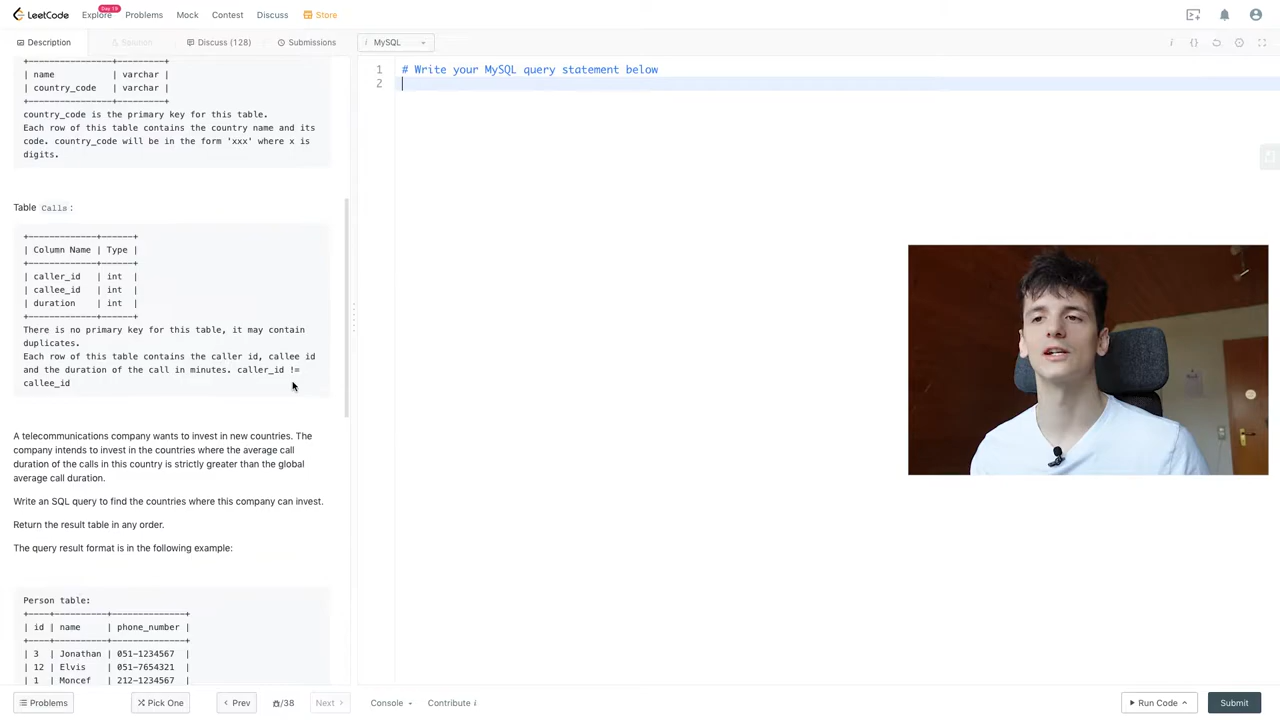 LeetCode
Explore
Day 19
Problems
Mock
Contest
Discuss
Store
Description
Solution
Discuss (128)
Submissions
i MySQL
i
{}
+----------------+---------+
| name           | varchar |
| country_code   | varchar |
+----------------+---------+
country_code is the primary key for this table.
Each row of this table contains the country name and its
code. country_code will be in the form 'xxx' where x is
digits.
Table Calls:
+-------------+------+
| Column Name | Type |
+-------------+------+
| caller_id   | int  |
| callee_id   | int  |
| duration    | int  |
+-------------+------+
There is no primary key for this table, it may contain
duplicates.
Each row of this table contains the caller id, callee id
and the duration of the call in minutes. caller_id !=
callee_id
A telecommunications company wants to invest in new countries. The
company intends to invest in the countries where the average call
duration of the calls in this country is strictly greater than the global
average call duration.
Write an SQL query to find the countries where this company can invest.
Return the result table in any order.
The query result format is in the following example:
Person table:
+----+----------+--------------+
| id | name     | phone_number |
+----+----------+--------------+
| 3  | Jonathan | 051-1234567  |
| 12 | Elvis    | 051-7654321  |
| 1  | Moncef   | 212-1234567  |
1 # Write your MySQL query statement below
2
Problems
Pick One
< Prev
/38
Next >
Console
Contribute i
Run Code
Submit